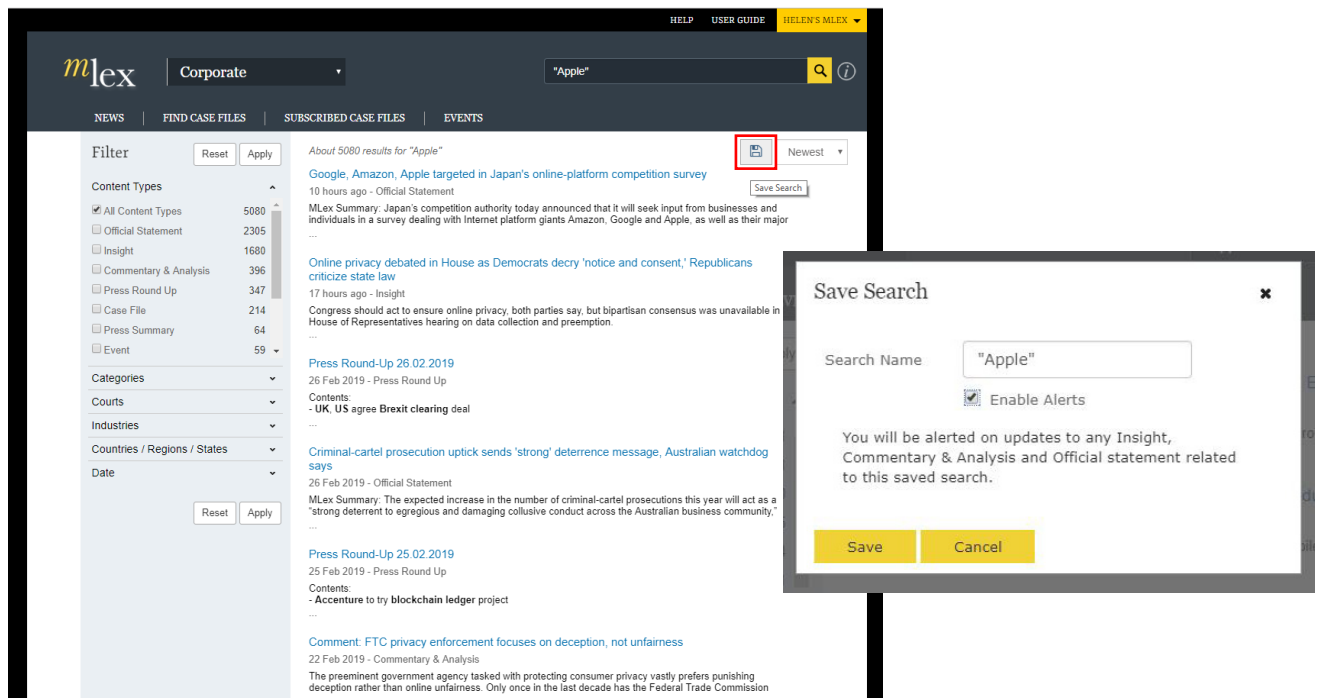 HELP USER GUIDE HELEN'S MLEX
mlex Corporate "Apple"
NEWS FIND CASE FILES SUBSCRIBED CASE FILES EVENTS
Filter Reset Apply
Content Types
All Content Types 5080
Official Statement 2305
Insight 1680
Commentary & Analysis 396
Press Round Up 347
Case File 214
Press Summary 64
Event 59
Categories
Courts
Industries
Countries / Regions / States
Date
Reset Apply
About 5080 results for "Apple" Newest
Save Search
Google, Amazon, Apple targeted in Japan's online-platform competition survey
10 hours ago - Official Statement
MLex Summary: Japan's competition authority today announced that it will seek input from businesses and
individuals in a survey dealing with Internet platform giants Amazon, Google and Apple, as well as their major
...
Online privacy debated in House as Democrats decry 'notice and consent,' Republicans
criticize state law
17 hours ago - Insight
Congress should act to ensure online privacy, both parties say, but bipartisan consensus was unavailable in
House of Representatives hearing on data collection and preemption.
...
Press Round-Up 26.02.2019
26 Feb 2019 - Press Round Up
Contents:
- UK, US agree Brexit clearing deal
...
Criminal-cartel prosecution uptick sends 'strong' deterrence message, Australian watchdog
says
26 Feb 2019 - Official Statement
MLex Summary: The expected increase in the number of criminal-cartel prosecutions this year will act as a
"strong deterrent to egregious and damaging collusive conduct across the Australian business community,"
...
Press Round-Up 25.02.2019
25 Feb 2019 - Press Round Up
Contents:
- Accenture to try blockchain ledger project
...
Comment: FTC privacy enforcement focuses on deception, not unfairness
22 Feb 2019 - Commentary & Analysis
The preeminent government agency tasked with protecting consumer privacy vastly prefers punishing
deception rather than online unfairness. Only once in the last decade has the Federal Trade Commission
Save Search
Search Name "Apple"
Enable Alerts
You will be alerted on updates to any Insight,
Commentary & Analysis and Official statement related
to this saved search.
Save Cancel